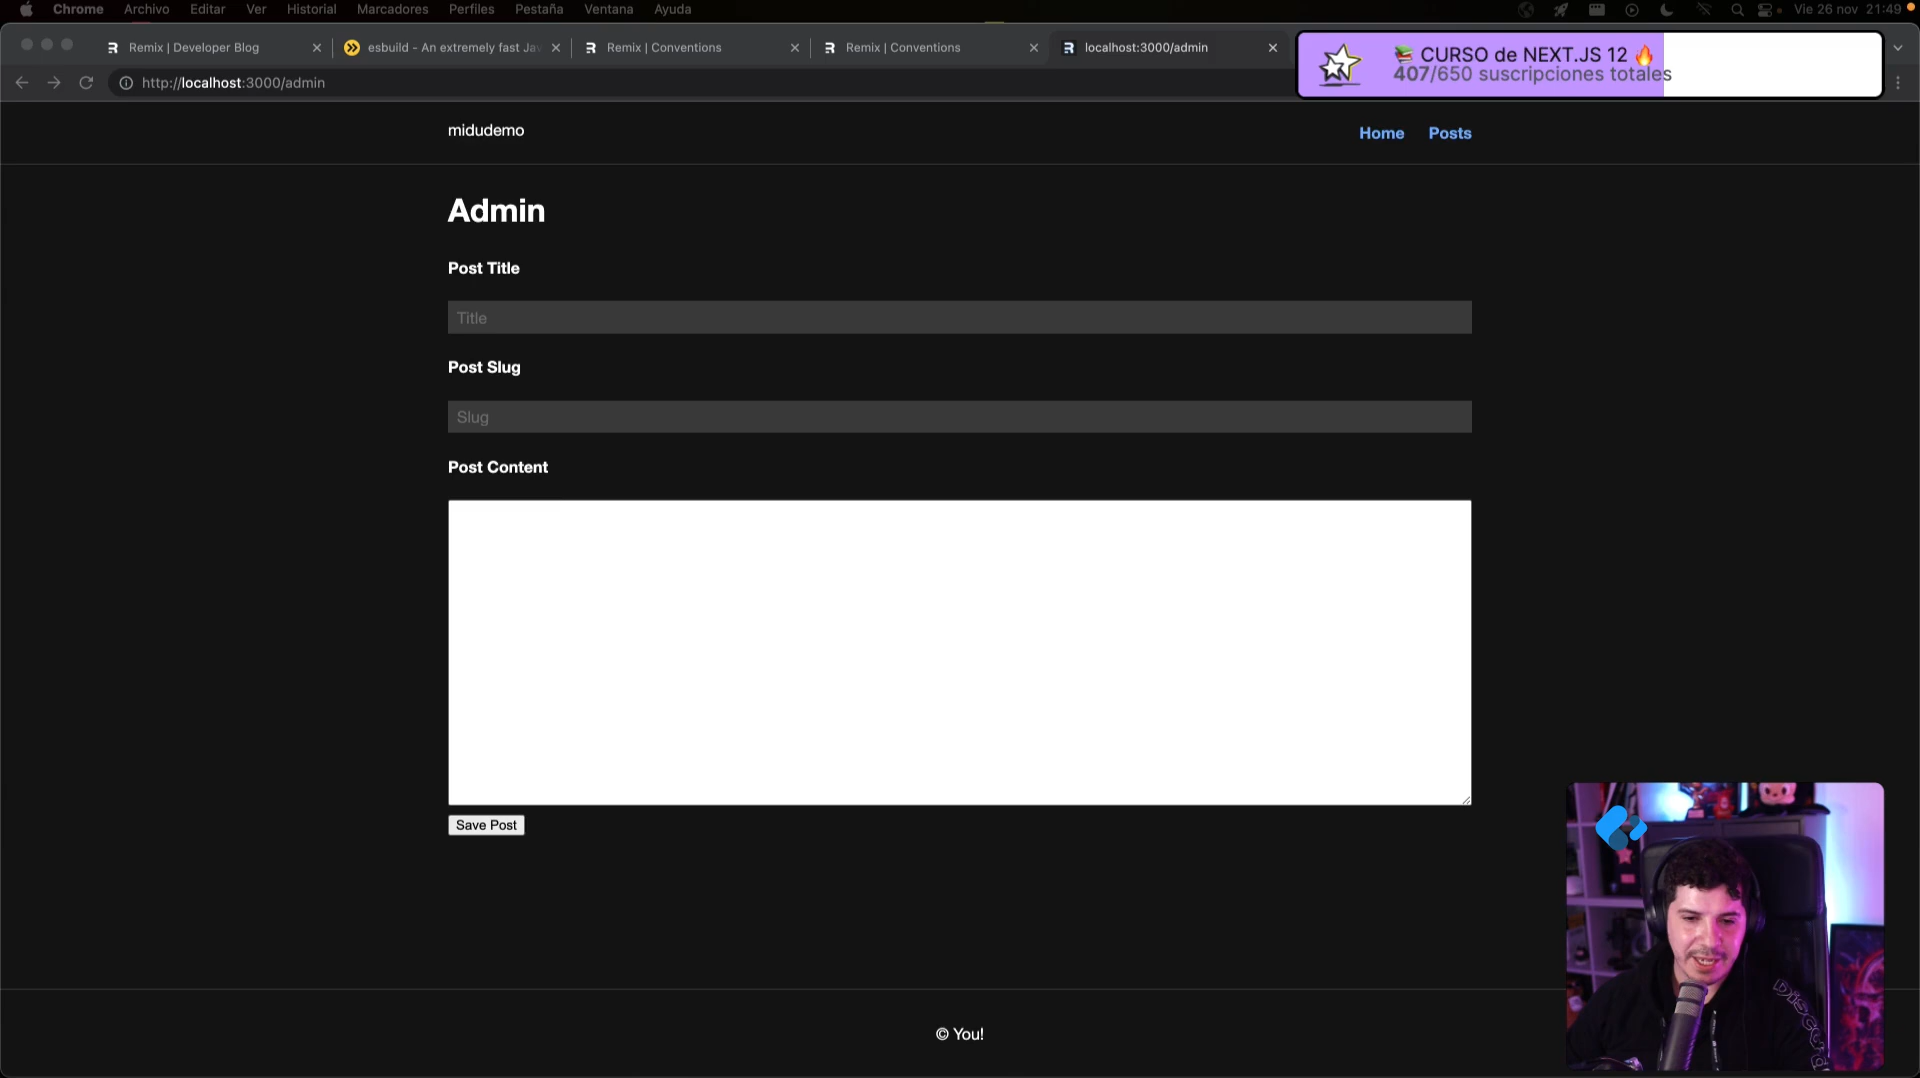 Chrome Archivo Editar Ver Historial Marcadores Perfiles Pestaña Ventana Ayuda Vie 26 nov 21:49
Remix | Developer Blog
esbuild - An extremely fast Jav
Remix | Conventions
Remix | Conventions
localhost:3000/admin
http://localhost:3000/admin
CURSO de NEXT.JS 12
407/650 suscripciones totales
midudemo
Home Posts
Admin
Post Title
Title
Post Slug
Slug
Post Content
Save Post
© You!